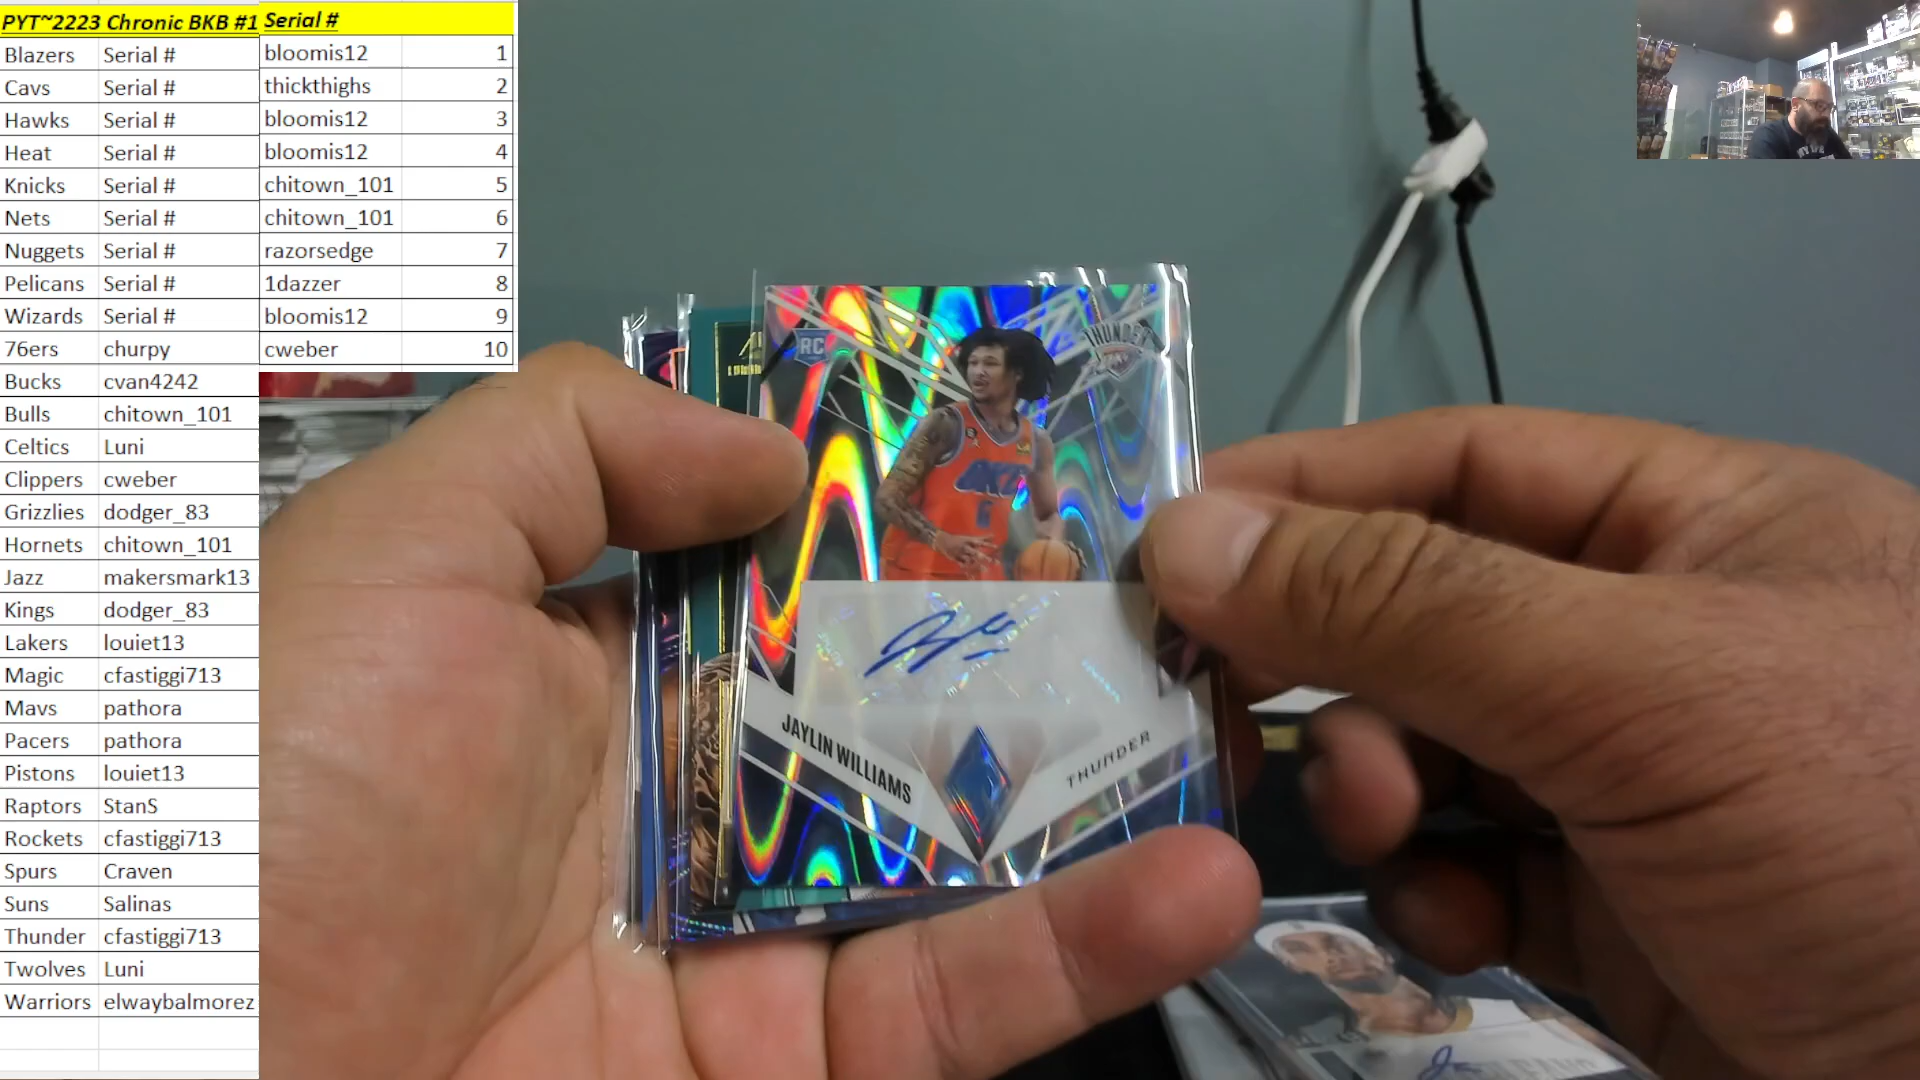 PYT~2223 Chronic BKB #1 Serial #
Blazers Serial # bloomis12 1
Cavs Serial # thickthighs 2
Hawks Serial # bloomis12 3
Heat Serial # bloomis12 4
Knicks Serial # chitown_101 5
Nets Serial # chitown_101 6
Nuggets Serial # razorsedge 7
Pelicans Serial # 1dazzer 8
Wizards Serial # bloomis12 9
76ers churpy cweber 10
Bucks cvan4242
Bulls chitown_101
Celtics Luni
Clippers cweber
Grizzlies dodger_83
Hornets chitown_101
Jazz makersmark13
Kings dodger_83
Lakers louiet13
Magic cfastiggi713
Mavs pathora
Pacers pathora
Pistons louiet13
Raptors StanS
Rockets cfastiggi713
Spurs Craven
Suns Salinas
Thunder cfastiggi713
Twolves Luni
Warriors elwaybalmorez
RC
THUNDER
OKC
JAYLIN WILLIAMS
THUNDER